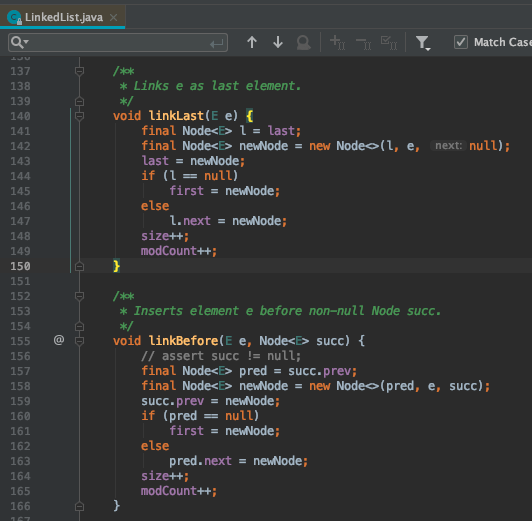 LinkedList.java
Match Case
136
137 /**
138 * Links e as last element.
139 */
140 void linkLast(E e) {
141 final Node<E> l = last;
142 final Node<E> newNode = new Node<>(l, e, next: null);
143 last = newNode;
144 if (l == null)
145 first = newNode;
146 else
147 l.next = newNode;
148 size++;
149 modCount++;
150 }
151
152 /**
153 * Inserts element e before non-null Node succ.
154 */
155 @ void linkBefore(E e, Node<E> succ) {
156 // assert succ != null;
157 final Node<E> pred = succ.prev;
158 final Node<E> newNode = new Node<>(pred, e, succ);
159 succ.prev = newNode;
160 if (pred == null)
161 first = newNode;
162 else
163 pred.next = newNode;
164 size++;
165 modCount++;
166 }